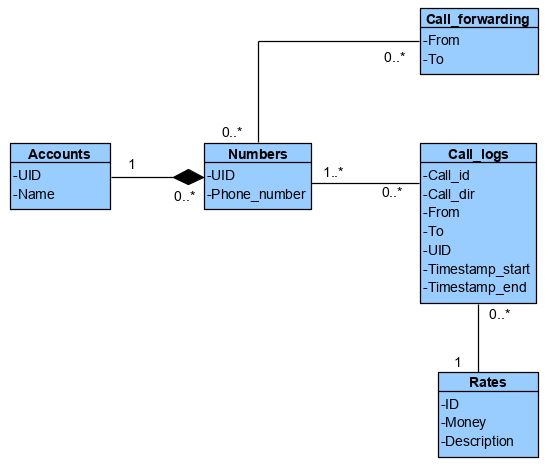 Call_forwarding
-From
-To
0..*
0..*
Accounts
-UID
-Name
1
0..*
Numbers
-UID
-Phone_number
1..*
0..*
Call_logs
-Call_id
-Call_dir
-From
-To
-UID
-Timestamp_start
-Timestamp_end
0..*
1
Rates
-ID
-Money
-Description